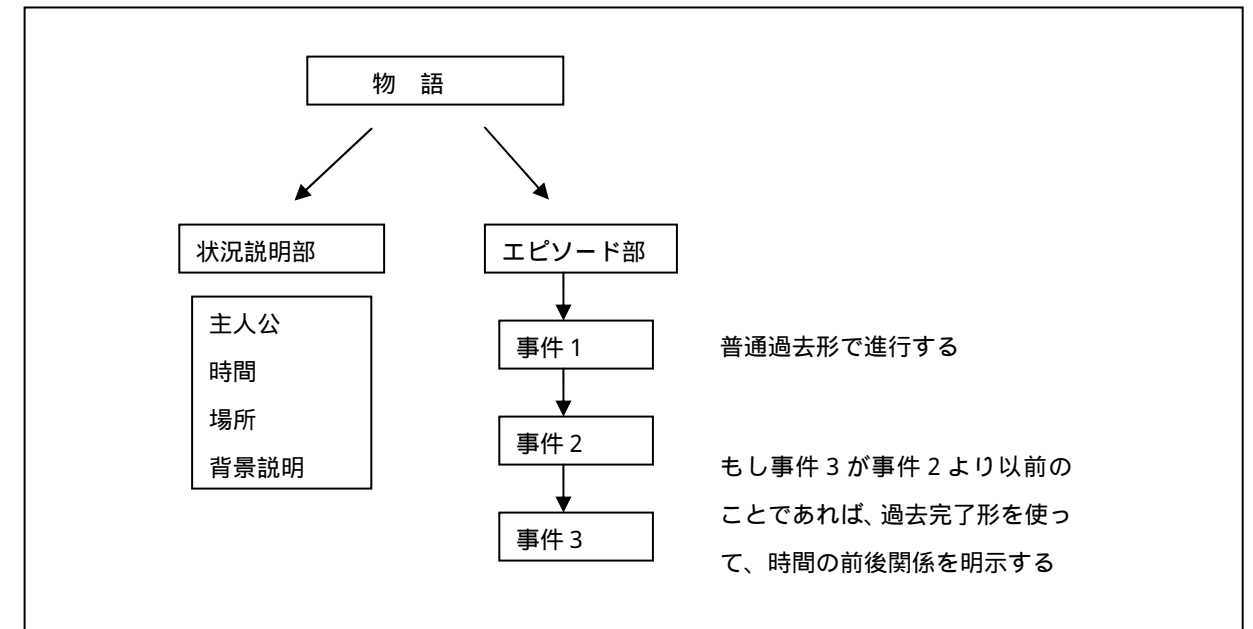 物　語
状況説明部
主人公
時間
場所
背景説明
エピソード部
事件 1
普通過去形で進行する
事件 2
事件 3
もし事件 3 が事件 2 より以前の
ことであれば、過去完了形を使っ
て、時間の前後関係を明示する